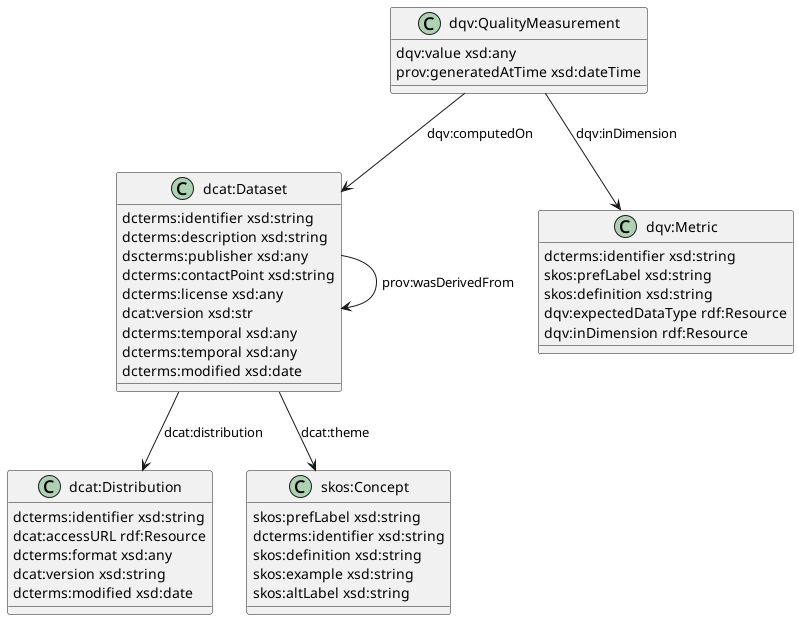 C dqv:QualityMeasurement
dqv:value xsd:any
prov:generatedAtTime xsd:dateTime
dqv:computedOn
dqv:inDimension
C dcat:Dataset
dcterms:identifier xsd:string
dcterms:description xsd:string
dscterms:publisher xsd:any
dcterms:contactPoint xsd:string
dcterms:license xsd:any
dcat:version xsd:str
dcterms:temporal xsd:any
dcterms:temporal xsd:any
dcterms:modified xsd:date
prov:wasDerivedFrom
C dqv:Metric
dcterms:identifier xsd:string
skos:prefLabel xsd:string
skos:definition xsd:string
dqv:expectedDataType rdf:Resource
dqv:inDimension rdf:Resource
dcat:distribution
dcat:theme
C dcat:Distribution
dcterms:identifier xsd:string
dcat:accessURL rdf:Resource
dcterms:format xsd:any
dcat:version xsd:string
dcterms:modified xsd:date
C skos:Concept
skos:prefLabel xsd:string
dcterms:identifier xsd:string
skos:definition xsd:string
skos:example xsd:string
skos:altLabel xsd:string